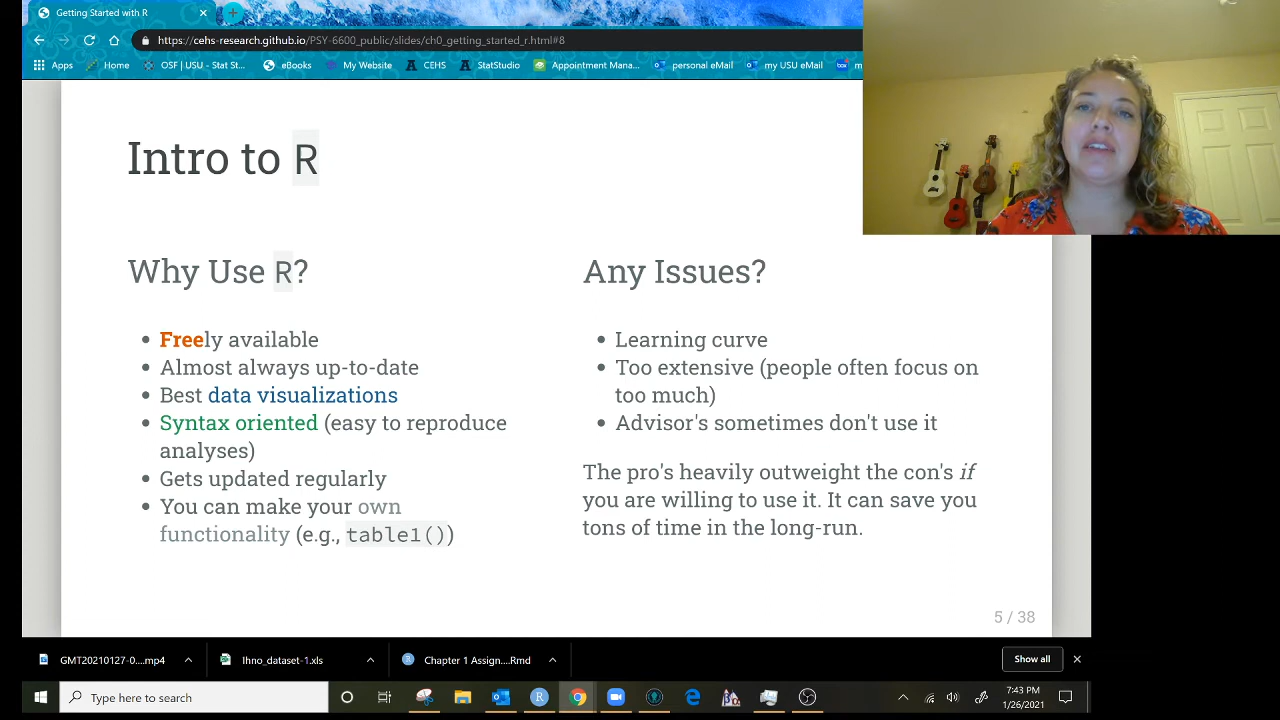 Getting Started with R
https://cehs-research.github.io/PSY-6600_public/slides/ch0_getting_started_r.html#8
Apps
Home
OSF | USU - Stat St...
eBooks
My Website
CEHS
StatStudio
Appointment Mana...
personal eMail
my USU eMail
box
m
Intro to R
Why Use R?
Freely available
Almost always up-to-date
Best data visualizations
Syntax oriented (easy to reproduce
analyses)
Gets updated regularly
You can make your own
functionality (e.g., table1())
Any Issues?
Learning curve
Too extensive (people often focus on
too much)
Advisor's sometimes don't use it
The pro's heavily outweight the con's if
you are willing to use it. It can save you
tons of time in the long-run.
5 / 38
GMT20210127-0....mp4
Ihno_dataset-1.xls
Chapter 1 Assign....Rmd
Show all
Type here to search
7:43 PM
1/26/2021